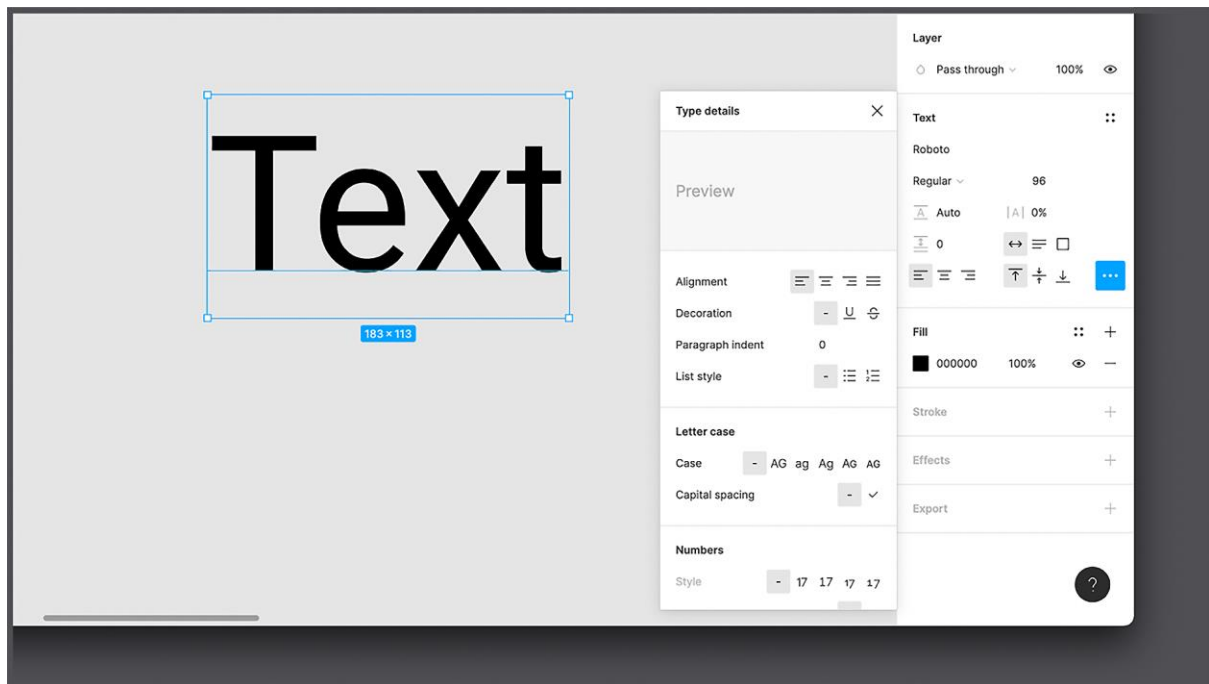 Text
183 × 113
Type details
Preview
Alignment
Decoration - U S
Paragraph indent 0
List style -
Letter case
Case - AG ag Ag AG AG
Capital spacing -
Numbers
Style - 17 17 17 17
Layer
Pass through 100%
Text
Roboto
Regular 96
A Auto |A| 0%
0
...
Fill
000000 100%
Stroke
Effects
Export
?